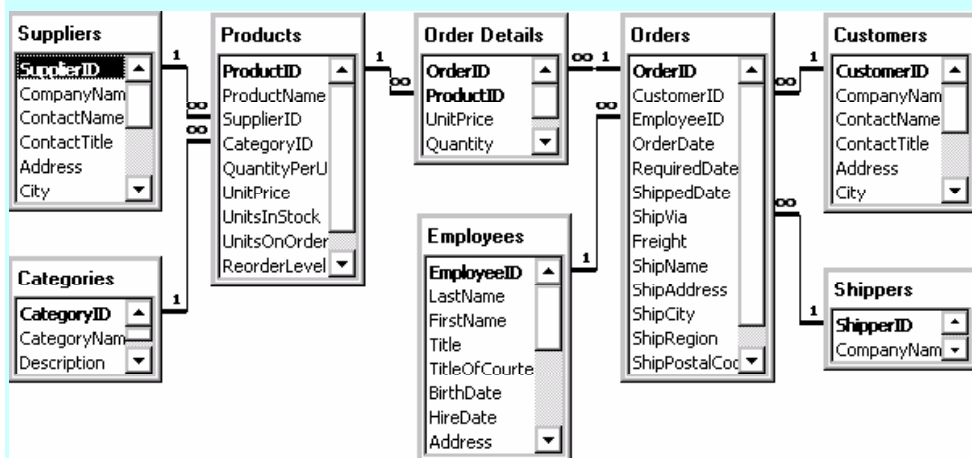 Suppliers
SupplierID
CompanyNam
ContactName
ContactTitle
Address
City
Categories
CategoryID
CategoryNam
Description
Products
ProductID
ProductName
SupplierID
CategoryID
QuantityPerU
UnitPrice
UnitsInStock
UnitsOnOrder
ReorderLevel
Order Details
OrderID
ProductID
UnitPrice
Quantity
Employees
EmployeeID
LastName
FirstName
Title
TitleOfCourte
BirthDate
HireDate
Address
Orders
OrderID
CustomerID
EmployeeID
OrderDate
RequiredDate
ShippedDate
ShipVia
Freight
ShipName
ShipAddress
ShipCity
ShipRegion
ShipPostalCoc
Customers
CustomerID
CompanyNam
ContactName
ContactTitle
Address
City
Shippers
ShipperID
CompanyNam
1
∞
∞
1
1
∞
∞
1
∞
1
∞
1
∞
1